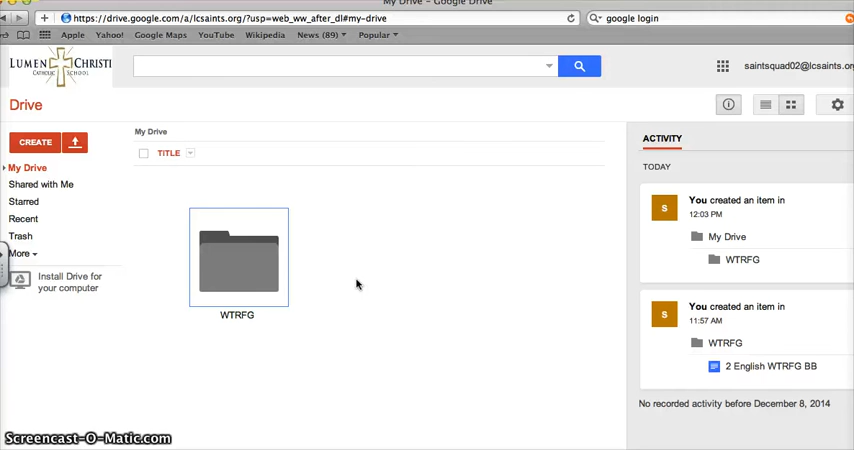 My Drive - Google Drive
https://drive.google.com/a/lcsaints.org/?usp=web_ww_after_dl#my-drive
google login
Apple Yahoo! Google Maps YouTube Wikipedia News (89) Popular
LUMEN CHRISTI
CATHOLIC SCHOOL
saintsquad02@lcsaints.org
Drive
CREATE
My Drive
TITLE
My Drive
Shared with Me
Starred
Recent
Trash
More
Install Drive for
your computer
WTRFG
ACTIVITY
TODAY
S
You created an item in
12:03 PM
My Drive
WTRFG
S
You created an item in
11:57 AM
WTRFG
2 English WTRFG BB
No recorded activity before December 8, 2014
Screencast-O-Matic.com